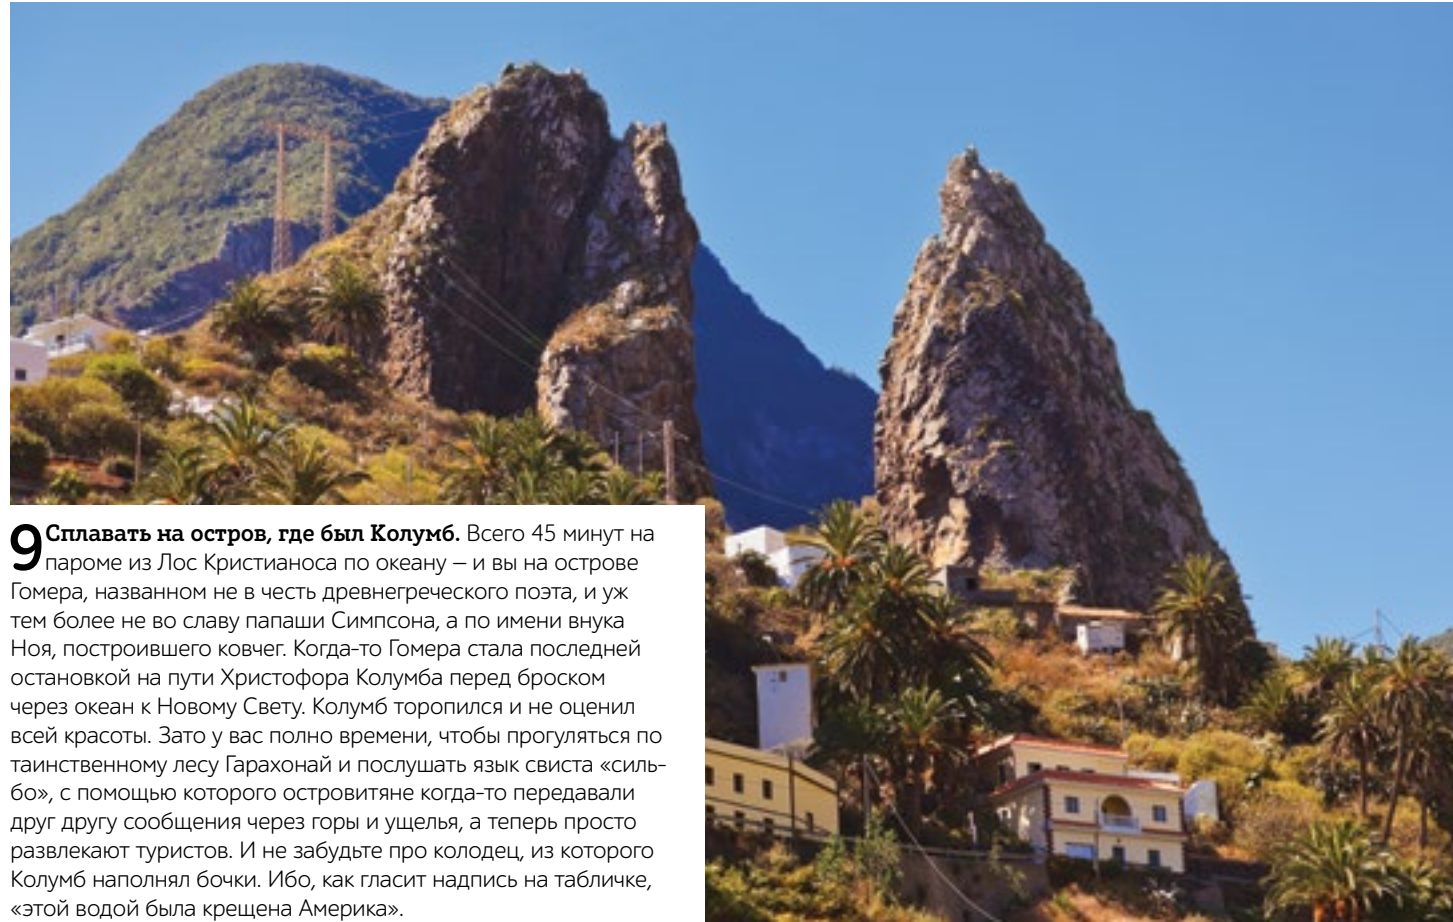 9 Сплавать на остров, где был Колумб. Всего 45 минут на
пароме из Лос Кристианоса по океану – и вы на острове
Гомера, названном не в честь древнегреческого поэта, и уж
тем более не во славу папаши Симпсона, а по имени внука
Ноя, построившего ковчег. Когда-то Гомера стала последней
остановкой на пути Христофора Колумба перед броском
через океан к Новому Свету. Колумб торопился и не оценил
всей красоты. Зато у вас полно времени, чтобы прогуляться по
таинственному лесу Гарахонай и послушать язык свиста «силь-
бо», с помощью которого островитяне когда-то передавали
друг другу сообщения через горы и ущелья, а теперь просто
развлекают туристов. И не забудьте про колодец, из которого
Колумб наполнял бочки. Ибо, как гласит надпись на табличке,
«этой водой была крещена Америка».